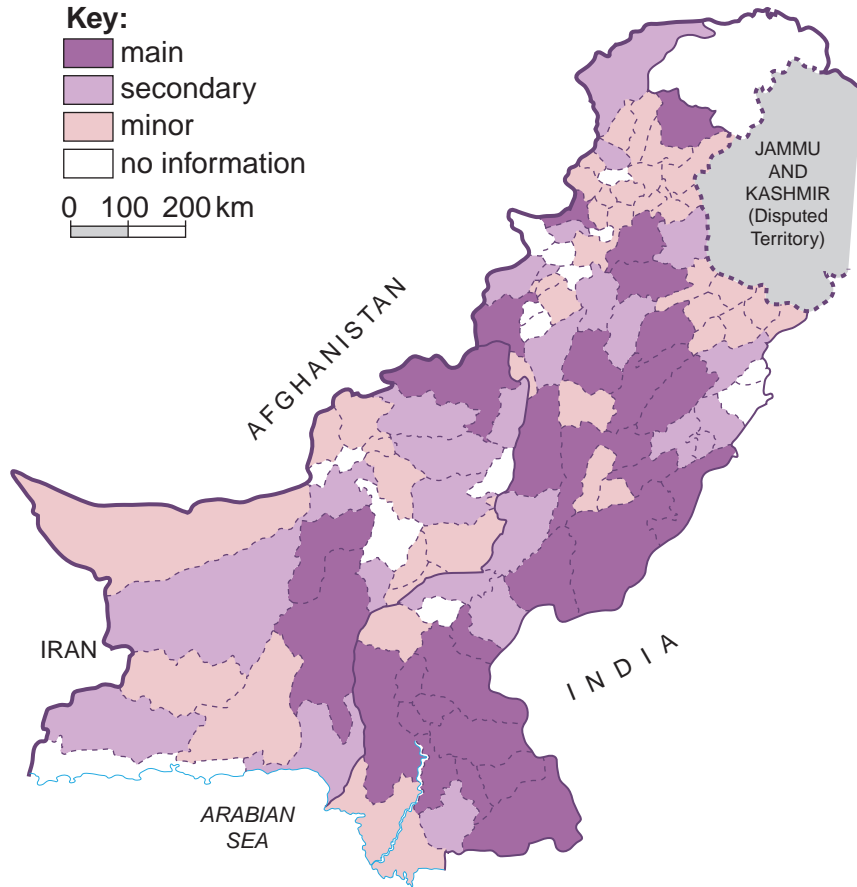 Key:
main
secondary
minor
no information
0 100 200 km
JAMMU
AND
KASHMIR
(Disputed
Territory)
AFGHANISTAN
IRAN
INDIA
ARABIAN
SEA